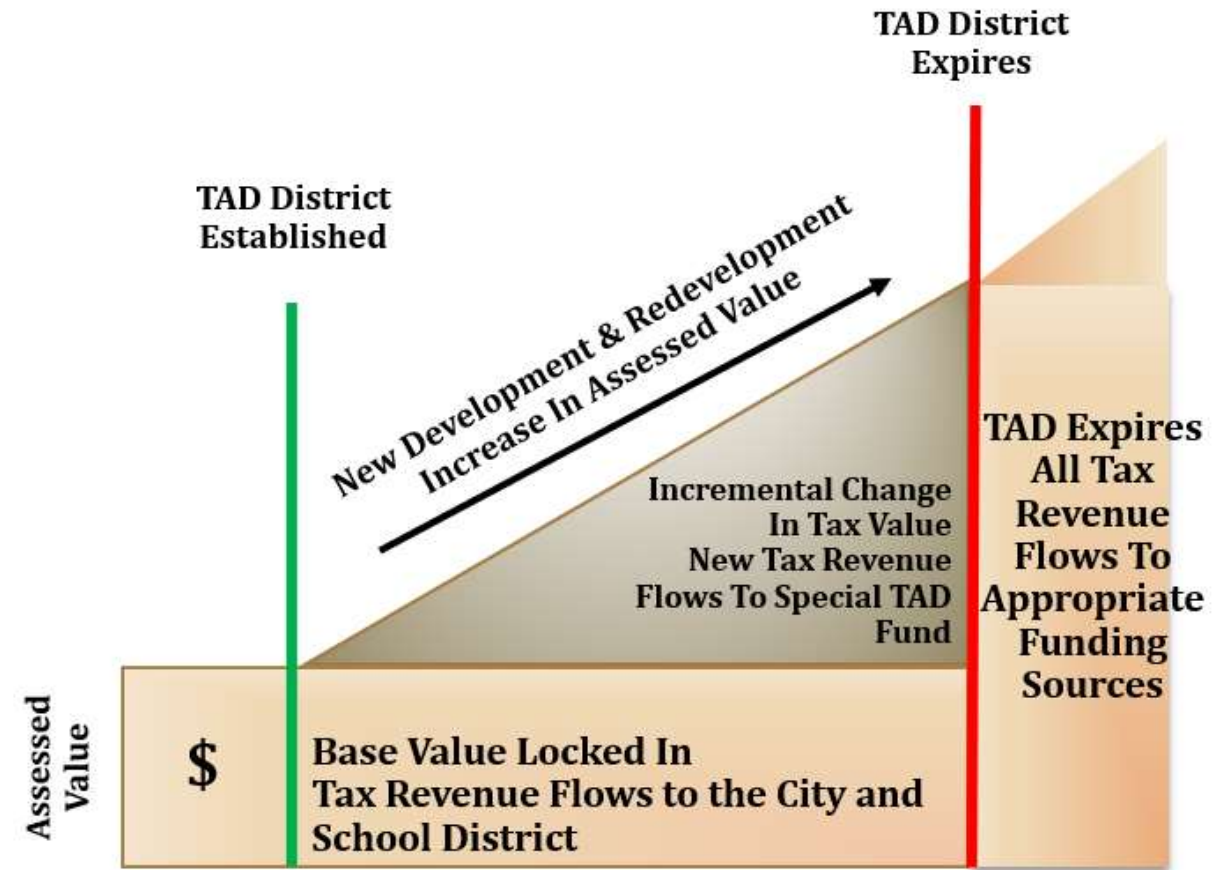 TAD District
Expires
TAD District
Established
New Development & Redevelopment
Increase In Assessed Value
Incremental Change
In Tax Value
New Tax Revenue
Flows To Special TAD
Fund
TAD Expires
All Tax
Revenue
Flows To
Appropriate
Funding
Sources
Assessed
Value
$
Base Value Locked In
Tax Revenue Flows to the City and
School District